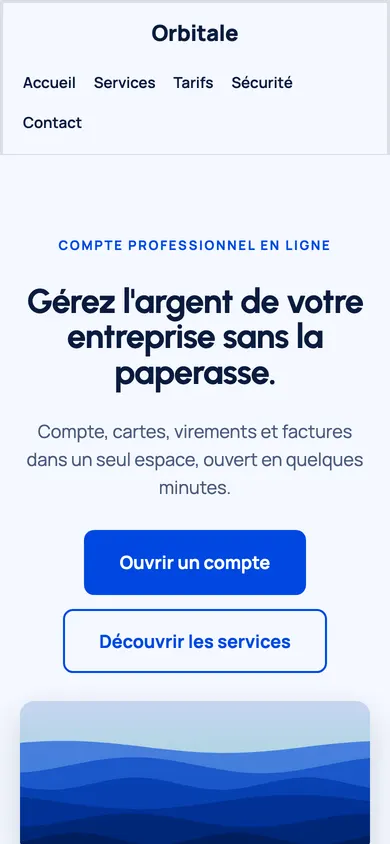 Orbitale
Accueil Services Tarifs Sécurité
Contact
COMPTE PROFESSIONNEL EN LIGNE
Gérez l'argent de votre
entreprise sans la
paperasse.
Compte, cartes, virements et factures
dans un seul espace, ouvert en quelques
minutes.
Ouvrir un compte
Découvrir les services